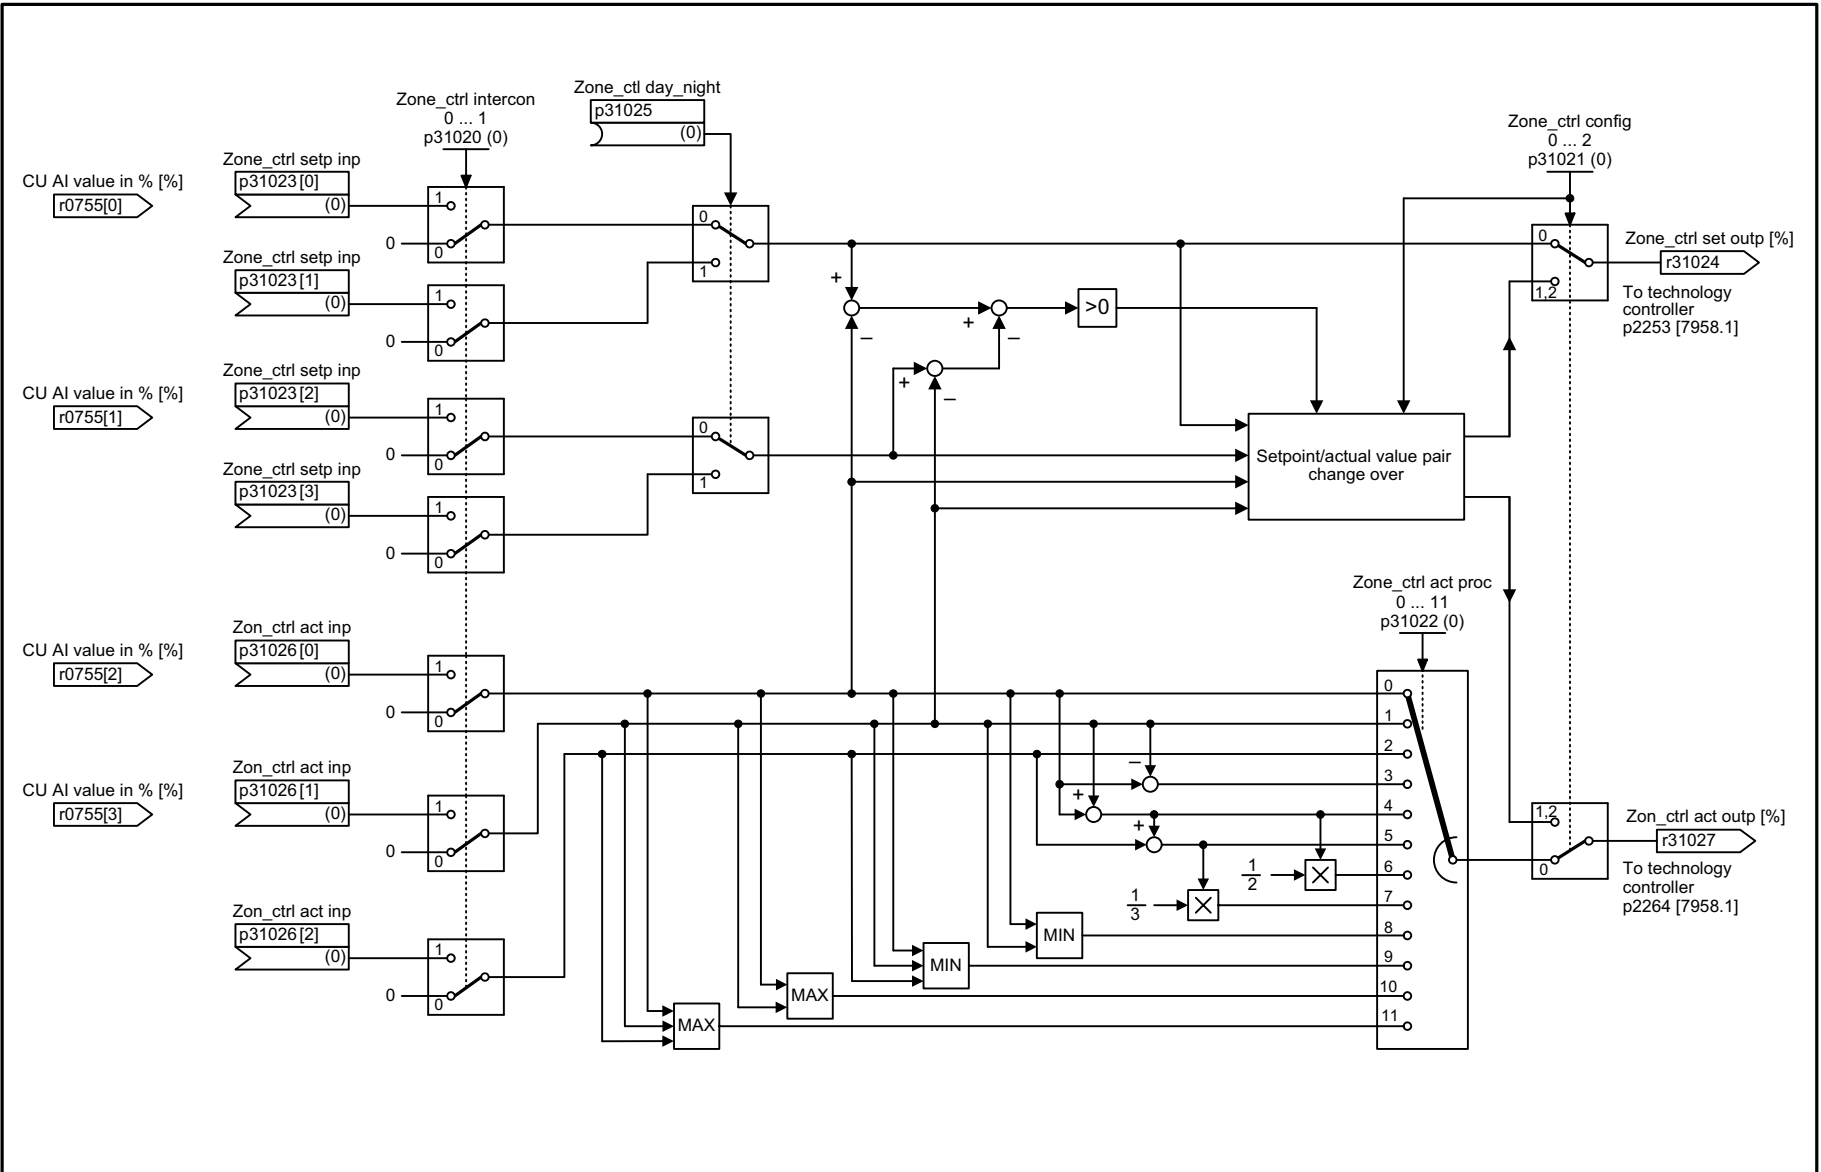 Zone_ctrl intercon
0 ... 1
p31020 (0)
Zone_ctl day_night
p31025
(0)
Zone_ctrl config
0 ... 2
p31021 (0)
CU AI value in % [%]
r0755[0]
Zone_ctrl setp inp
p31023[0]
(0)
1
0
0
Zone_ctrl setp inp
p31023[1]
(0)
1
0
0
0
1
CU AI value in % [%]
r0755[1]
Zone_ctrl setp inp
p31023[2]
(0)
1
0
0
Zone_ctrl setp inp
p31023[3]
(0)
1
0
0
0
1
+
–
+
–
+
–
>0
Setpoint/actual value pair
change over
0
1,2
Zone_ctrl set outp [%]
r31024
To technology
controller
p2253 [7958.1]
CU AI value in % [%]
r0755[2]
Zon_ctrl act inp
p31026[0]
(0)
1
0
0
CU AI value in % [%]
r0755[3]
Zon_ctrl act inp
p31026[1]
(0)
1
0
0
Zon_ctrl act inp
p31026[2]
(0)
1
0
0
Zone_ctrl act proc
0 ... 11
p31022 (0)
0
1
2
–
3
+
4
+
5
1
2
6
1
3
7
MIN
8
MIN
9
MAX
10
MAX
11
1,2
0
Zon_ctrl act outp [%]
r31027
To technology
controller
p2264 [7958.1]